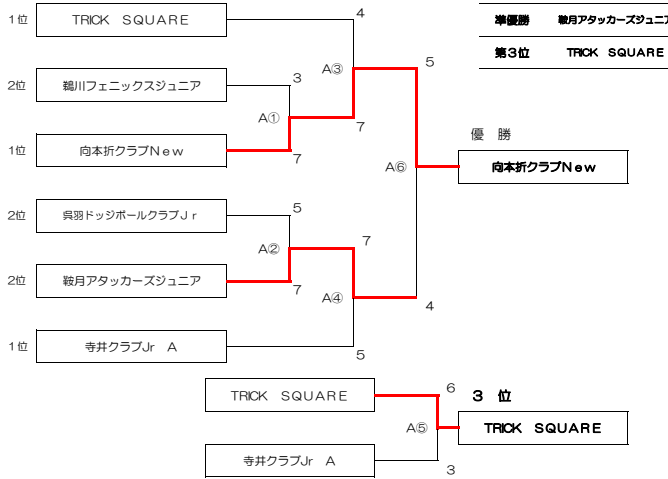 1位 TRICK SQUARE
4
準優勝 鞍月アタッカーズジュニア
第3位 TRICK SQUARE
A③
5
2位 鵜川フェニックスジュニア
3
A①
7
優 勝
1位 向本折クラブNew
7
A⑥
向本折クラブNew
2位 呉羽ドッジボールクラブJr
5
7
A②
2位 鞍月アタッカーズジュニア
7
A④
4
1位 寺井クラブJr A
5
TRICK SQUARE
6
3 位
A⑤
TRICK SQUARE
寺井クラブJr A
3